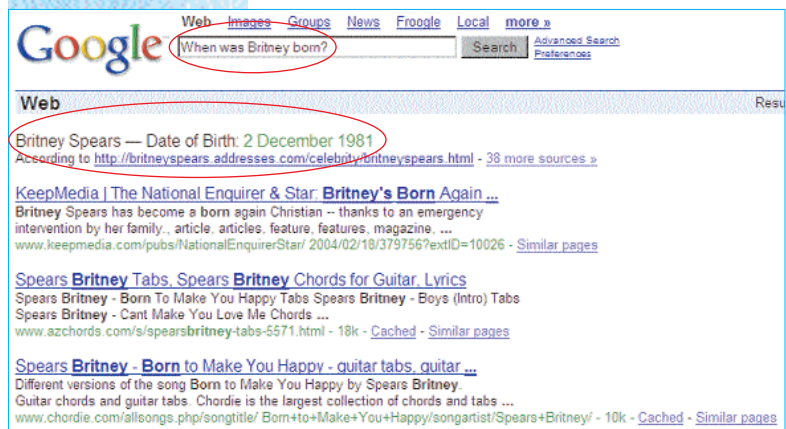 Web Images Groups News Froogle Local more »
Google When was Britney born? Search Advanced Search
Preferences
Web Resu
Britney Spears — Date of Birth: 2 December 1981
According to http://britneyspears.addresses.com/celebrity/britneyspears.html - 38 more sources »
KeepMedia | The National Enquirer & Star: Britney's Born Again ...
Britney Spears has become a born again Christian -- thanks to an emergency
intervention by her family., article, articles, feature, features, magazine, ...
www.keepmedia.com/pubs/NationalEnquirerStar/ 2004/02/18/379756?extID=10026 - Similar pages
Spears Britney Tabs, Spears Britney Chords for Guitar, Lyrics
Spears Britney - Born To Make You Happy Tabs Spears Britney - Boys (Intro) Tabs
Spears Britney - Cant Make You Love Me Chords ...
www.azchords.com/s/spearsbritney-tabs-5571.html - 18k - Cached - Similar pages
Spears Britney - Born to Make You Happy - guitar tabs, guitar ...
Different versions of the song Born to Make You Happy by Spears Britney.
Guitar chords and guitar tabs. Chordie is the largest collection of chords and tabs ...
www.chordie.com/allsongs.php/songtitle/ Born+to+Make+You+Happy/songartist/Spears+Britney/ - 10k - Cached - Similar pages